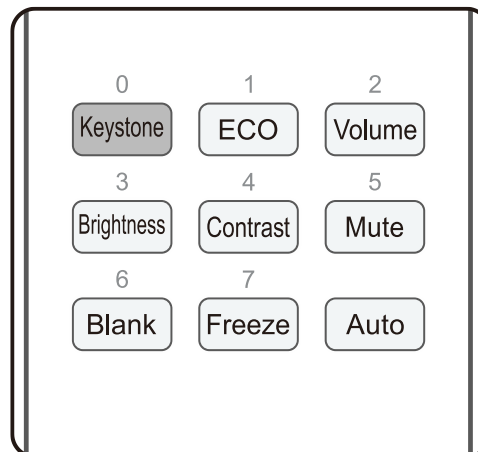 0 1 2
Keystone ECO Volume
3 4 5
Brightness Contrast Mute
6 7
Blank Freeze Auto